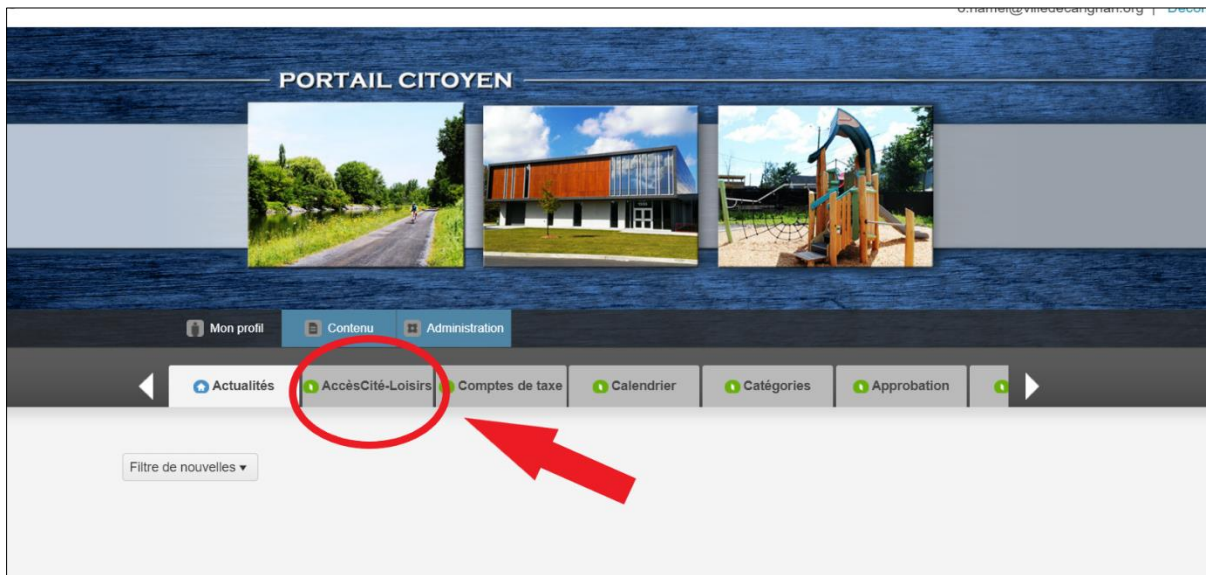 PORTAIL CITOYEN
Mon profil Contenu Administration
Actualités AccèsCité-Loisirs Comptes de taxe Calendrier Catégories Approbation
Filtre de nouvelles ▾